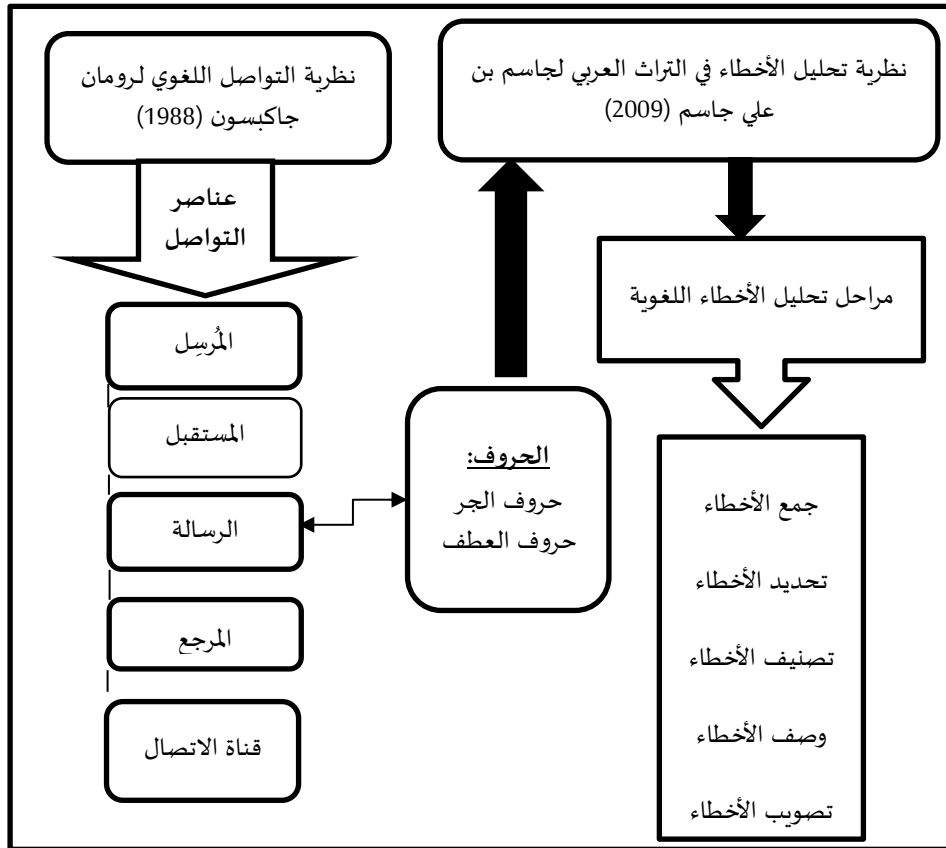 نظرية تحليل الأخطاء في التراث العربي لجاسم بن
علي جاسم (2009)
مراحل تحليل الأخطاء اللغوية
جمع الأخطاء
تحديد الأخطاء
تصنيف الأخطاء
وصف الأخطاء
تصويب الأخطاء
الحروف:
حروف الجر
حروف العطف
نظرية التواصل اللغوي لرومان
جاكبسون (1988)
عناصر
التواصل
المُرسِل
المستقبل
الرسالة
المرجع
قناة الاتصال